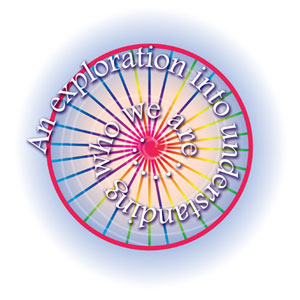 An exploration into understanding who we are ....